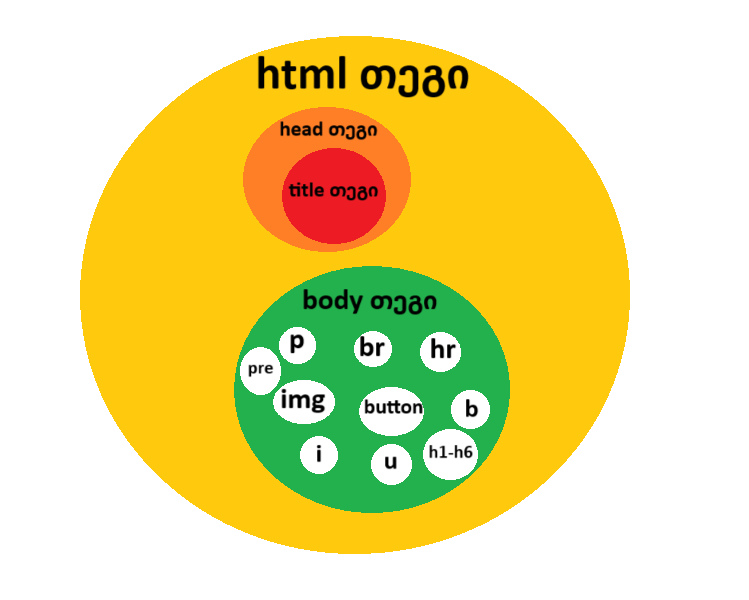 html თეგი
head თეგი
title თეგი
body თეგი
p
br
hr
pre
img
button
b
i
u
h1-h6